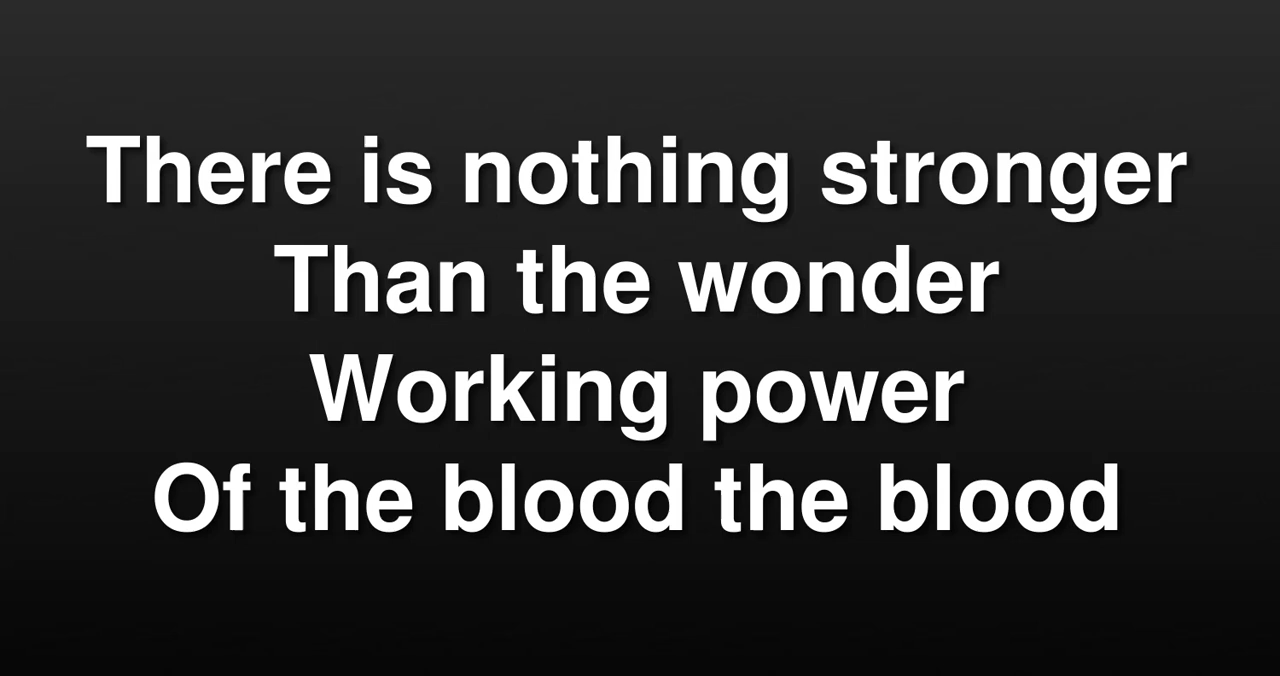 There is nothing stronger
Than the wonder
Working power
Of the blood the blood